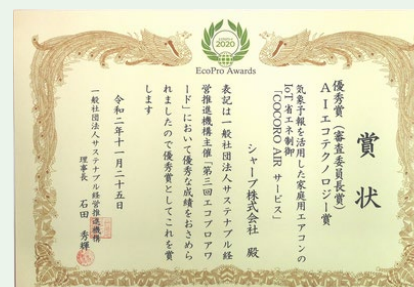 2020
EcoPro Awards
賞状
優秀賞(審査委員長賞)
AIエコテクノロジー賞
気象予報を活用した家庭用エアコンの
IoT省エネ制御
「COCORO AIR サービス」
シャープ株式会社 殿
表記は一般社団法人サステナブル経
営推進機構主催「第三回エコプロアワ
ード」において優秀な成績をおさめら
れましたので優秀賞としてこれを賞
します
令和二年十一月二十五日
一般社団法人サステナブル経営推進機構
理事長 石田 秀輝